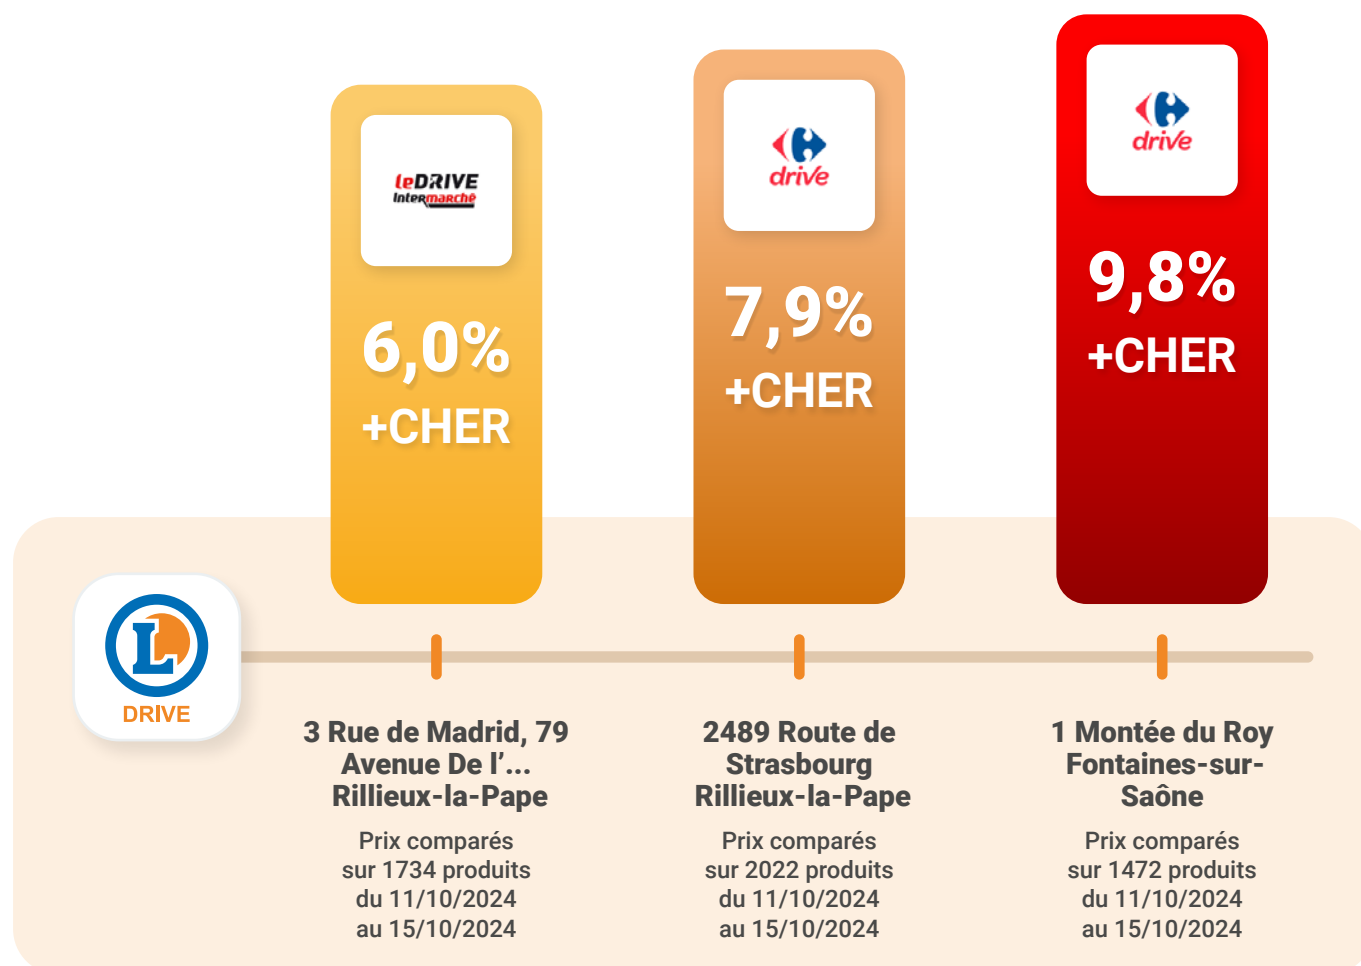 leDRIVE
Intermarché
6,0%
+CHER
drive
7,9%
+CHER
drive
9,8%
+CHER
L
DRIVE
3 Rue de Madrid, 79
Avenue De l’...
Rillieux-la-Pape
Prix comparés
sur 1734 produits
du 11/10/2024
au 15/10/2024
2489 Route de
Strasbourg
Rillieux-la-Pape
Prix comparés
sur 2022 produits
du 11/10/2024
au 15/10/2024
1 Montée du Roy
Fontaines-sur-
Saône
Prix comparés
sur 1472 produits
du 11/10/2024
au 15/10/2024